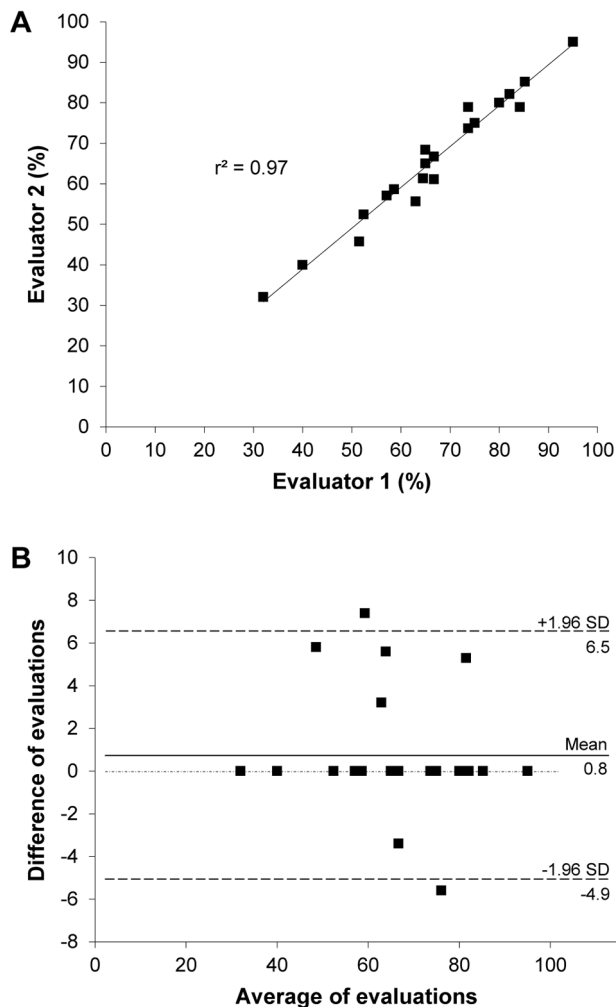 A
100
90
80
70
60
50
40
30
20
10
0
Evaluator 2 (%)
r² = 0.97
0 10 20 30 40 50 60 70 80 90 100
Evaluator 1 (%)
B
10
8
6
4
2
0
-2
-4
-6
-8
Difference of evaluations
+1.96 SD
6.5
Mean
0.8
-1.96 SD
-4.9
0 20 40 60 80 100
Average of evaluations